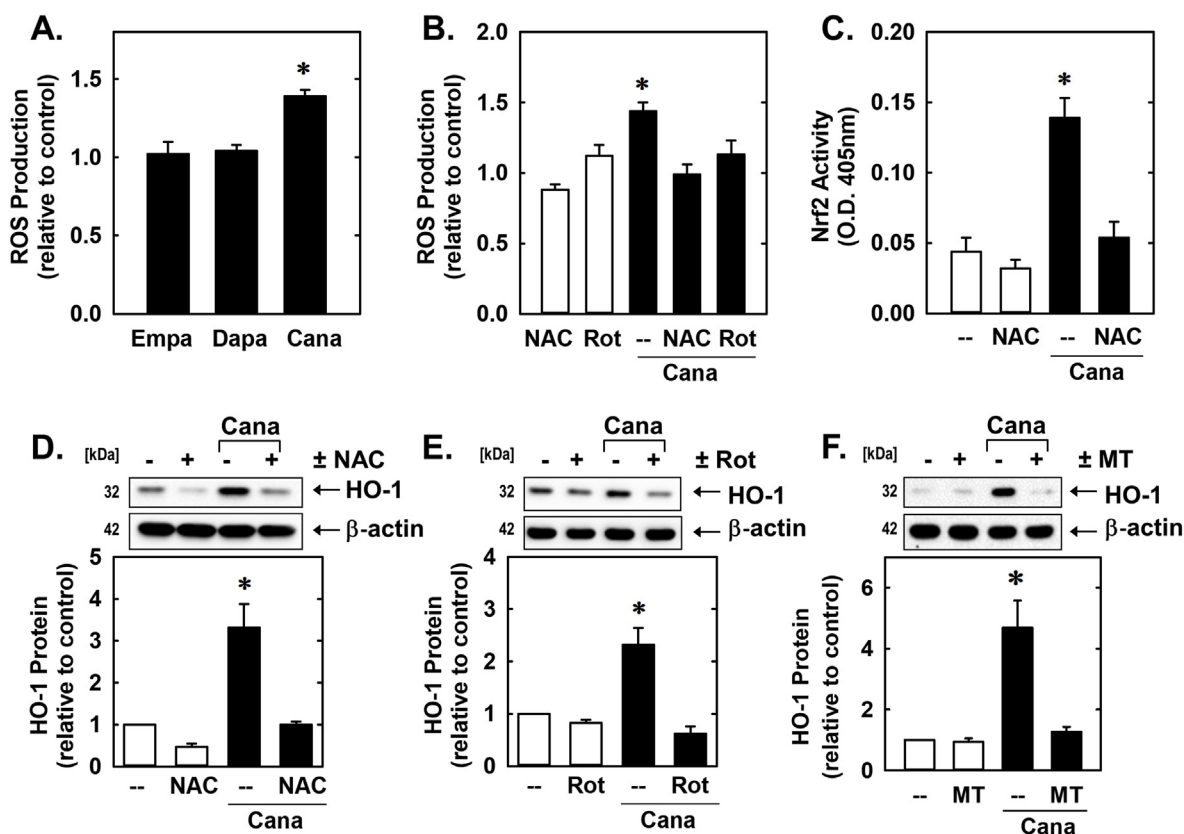 A.
ROS Production
(relative to control)
1.5
1.0
0.5
0.0
*
Empa Dapa Cana
B.
ROS Production
(relative to control)
2.0
1.5
1.0
0.5
0.0
*
NAC Rot -- NAC Rot
Cana
C.
Nrf2 Activity
(O.D. 405nm)
0.20
0.15
0.10
0.05
0.00
*
-- NAC -- NAC
Cana
D.
Cana
[kDa] - + - + ± NAC
32 ←HO-1
42 ←β-actin
HO-1 Protein
(relative to control)
5
4
3
2
1
0
*
-- NAC -- NAC
Cana
E.
Cana
[kDa] - + - + ± Rot
32 ←HO-1
42 ←β-actin
HO-1 Protein
(relative to control)
4
3
2
1
0
*
-- Rot -- Rot
Cana
F.
Cana
[kDa] - + - + ± MT
32 ←HO-1
42 ←β-actin
HO-1 Protein
(relative to control)
6
4
2
0
*
-- MT -- MT
Cana